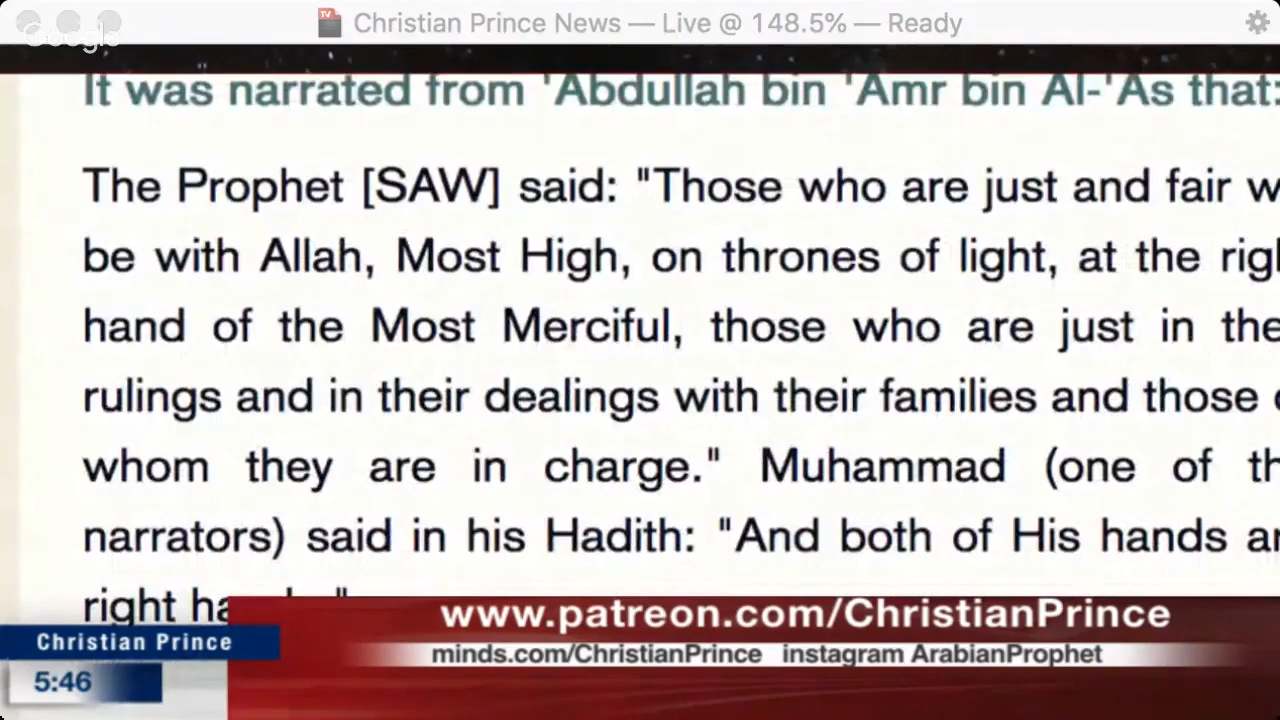 Christian Prince News — Live @ 148.5% — Ready
Google
It was narrated from 'Abdullah bin 'Amr bin Al-'As that:
The Prophet [SAW] said: "Those who are just and fair
be with Allah, Most High, on thrones of light, at the
hand of the Most Merciful, those who are just in
rulings and in their dealings with their families and those
whom they are in charge." Muhammad (one of
narrators) said in his Hadith: "And both of His hands
right
www.patreon.com/ChristianPrince
Christian Prince
minds.com/ChristianPrince instagram ArabianProphet
5:46